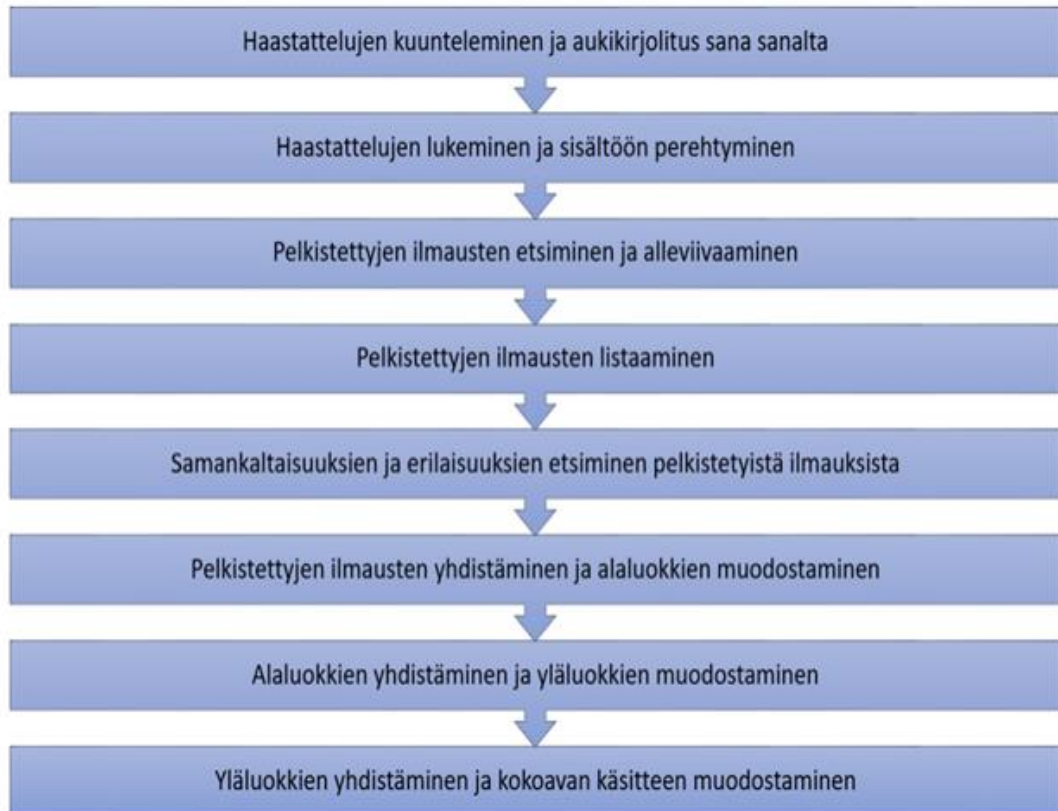 Haastattelujen kuunteleminen ja aukikirjolitus sana sanalta
Haastattelujen lukeminen ja sisältöön perehtyminen
Pelkistettyjen ilmausten etsiminen ja alleviivaaminen
Pelkistettyjen ilmausten listaaminen
Samankaltaisuuksien ja erilaisuuksien etsiminen pelkistetyistä ilmauksista
Pelkistettyjen ilmausten yhdistäminen ja alaluokkien muodostaminen
Alaluokkien yhdistäminen ja yläluokkien muodostaminen
Yläluokkien yhdistäminen ja kokoavan käsitteen muodostaminen